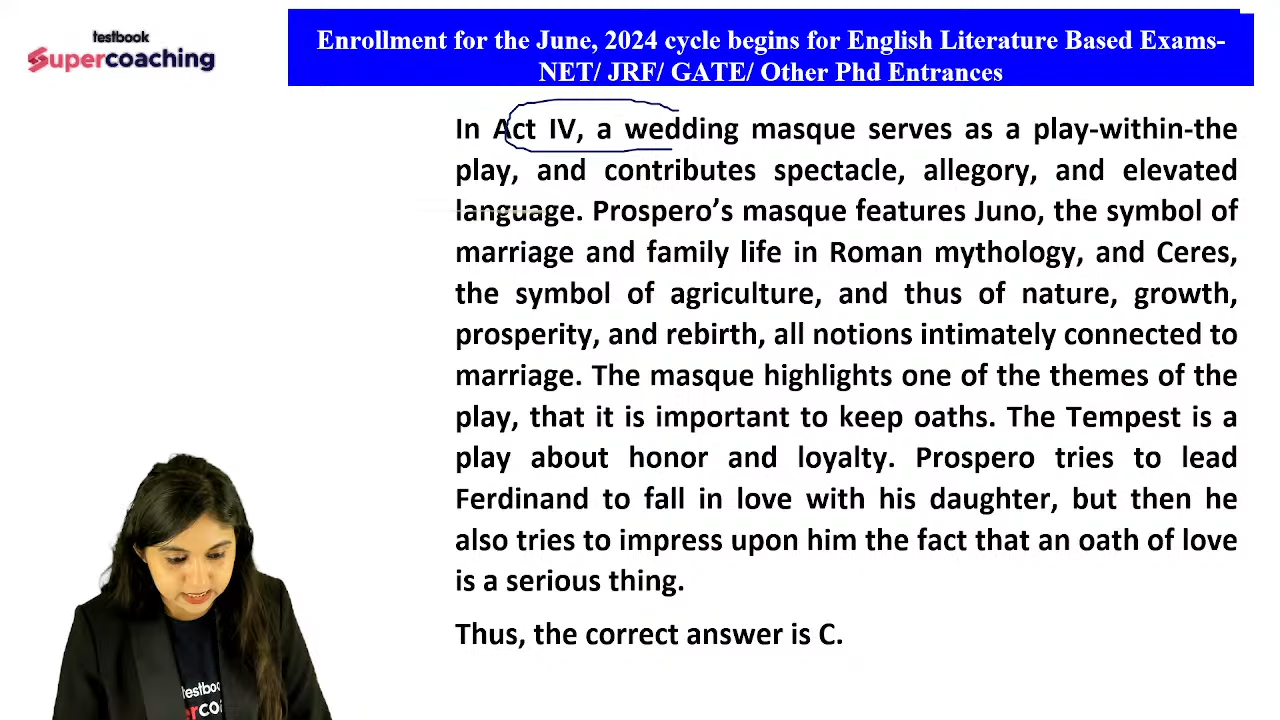 testbook
Supercoaching
Enrollment for the June, 2024 cycle begins for English Literature Based Exams-
NET/ JRF/ GATE/ Other Phd Entrances
In Act IV, a wedding masque serves as a play-within-the
play, and contributes spectacle, allegory, and elevated
language. Prospero’s masque features Juno, the symbol of
marriage and family life in Roman mythology, and Ceres,
the symbol of agriculture, and thus of nature, growth,
prosperity, and rebirth, all notions intimately connected to
marriage. The masque highlights one of the themes of the
play, that it is important to keep oaths. The Tempest is a
play about honor and loyalty. Prospero tries to lead
Ferdinand to fall in love with his daughter, but then he
also tries to impress upon him the fact that an oath of love
is a serious thing.
Thus, the correct answer is C.
testbook